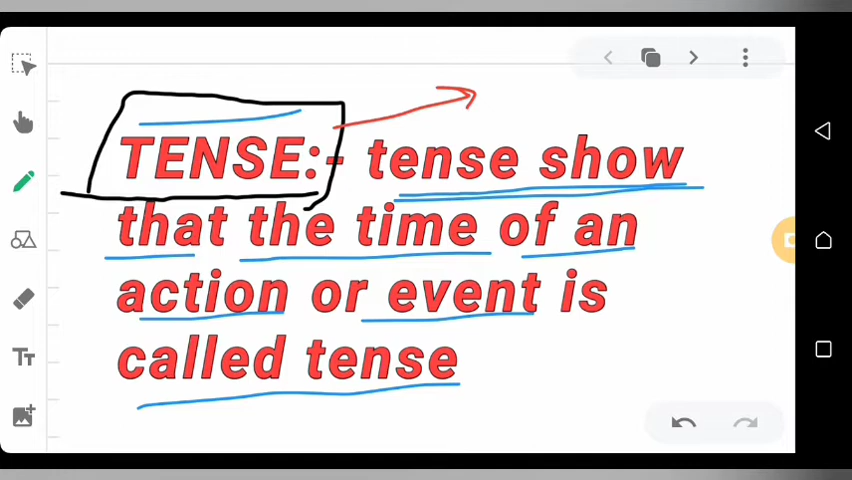 TENSE:- tense show
that the time of an
action or event is
called tense